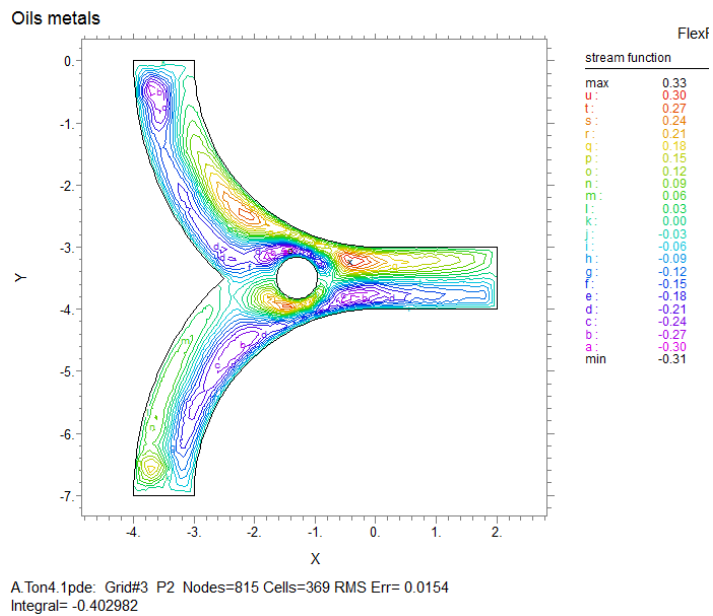 Oils metals
FlexP
stream function
max 0.33
u : 0.30
t : 0.27
s : 0.24
r : 0.21
q : 0.18
p : 0.15
o : 0.12
n : 0.09
m : 0.06
l : 0.03
k : 0.00
j : -0.03
i : -0.06
h : -0.09
g : -0.12
f : -0.15
e : -0.18
d : -0.21
c : -0.24
b : -0.27
a : -0.30
min -0.31
0.
-1.
-2.
-3.
-4.
-5.
-6.
-7.
Y
-4. -3. -2. -1. 0. 1. 2.
X
A.Ton4.1pde: Grid#3 P2 Nodes=815 Cells=369 RMS Err= 0.0154
Integral= -0.402982